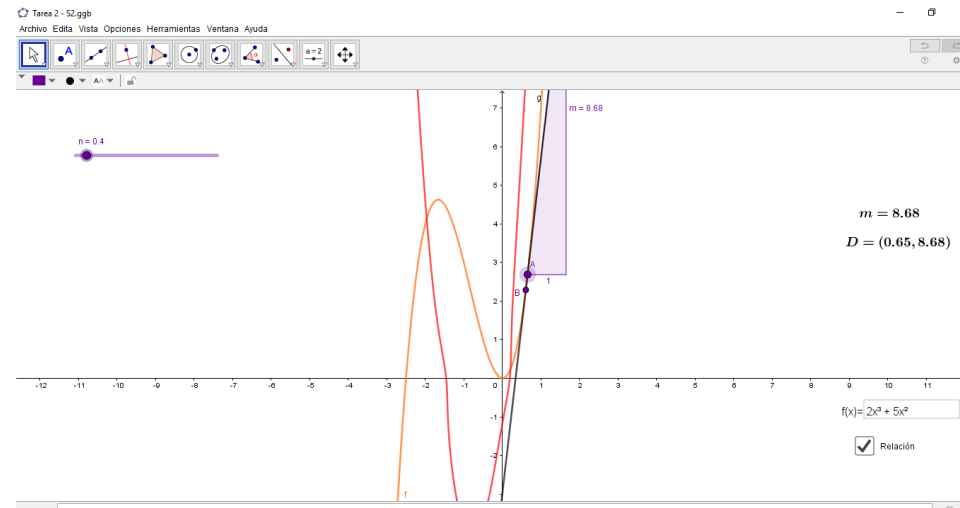 Tarea 2 - S2.ggb
Archivo Edita Vista Opciones Herramientas Ventana Ayuda
A a=2
AA
n = 0.4
m = 8.68
g
7
6
5
4
3
2
1
-1
-2
A
1
B
m = 8.68
D = (0.65, 8.68)
-12 -11 -10 -9 -8 -7 -6 -5 -4 -3 -2 -1 0 1 2 3 4 5 6 7 8 9 10 11
f(x)= 2x³ + 5x²
Relación
f